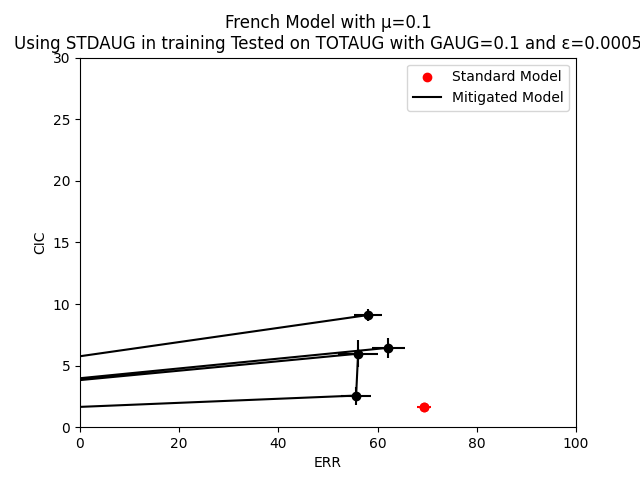 French Model with μ=0.1
Using STDAUG in training Tested on TOTAUG with GAUG=0.1 and ε=0.0005
30
25
20
15
10
5
0
CIC
Standard Model
Mitigated Model
0 20 40 60 80 100
ERR